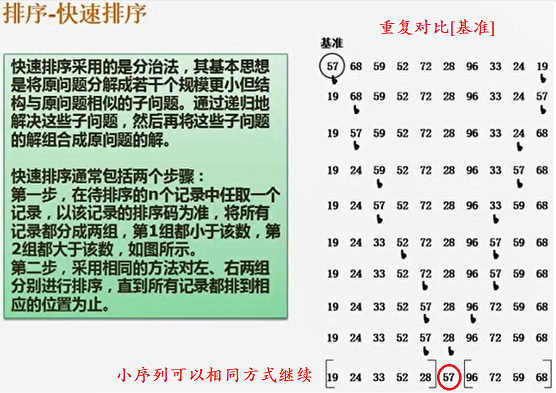 排序-快速排序
快速排序采用的是分治法，其基本思想
是将原问题分解成若干个规模更小但结
构与原问题相似的子问题。通过递归地
解决这些子问题，然后再将这些子问题
的解组合成原问题的解。
快速排序通常包括两个步骤：
第一步，在待排序的n个记录中任取一个
记录，以该记录的排序码为准，将所有
记录都分成两组，第1组都小于该数，第
2组都大于该数，如图所示。
第二步，采用相同的方法对左、右两组
分别进行排序，直到所有记录都排到相
应的位置为止。
重复对比[基准]
基准
57 68 59 52 72 28 96 33 24 19
19 68 59 52 72 28 96 33 24 57
19 57 59 52 72 28 96 33 24 68
19 24 59 52 72 28 96 33 57 68
19 24 57 52 72 28 96 33 59 68
19 24 33 52 72 28 96 57 59 68
19 24 33 52 72 28 96 57 59 68
19 24 33 52 57 28 96 72 59 68
19 24 33 52 57 28 96 72 59 68
小序列可以相同方式继续
[19 24 33 52 28] 57 [96 72 59 68]